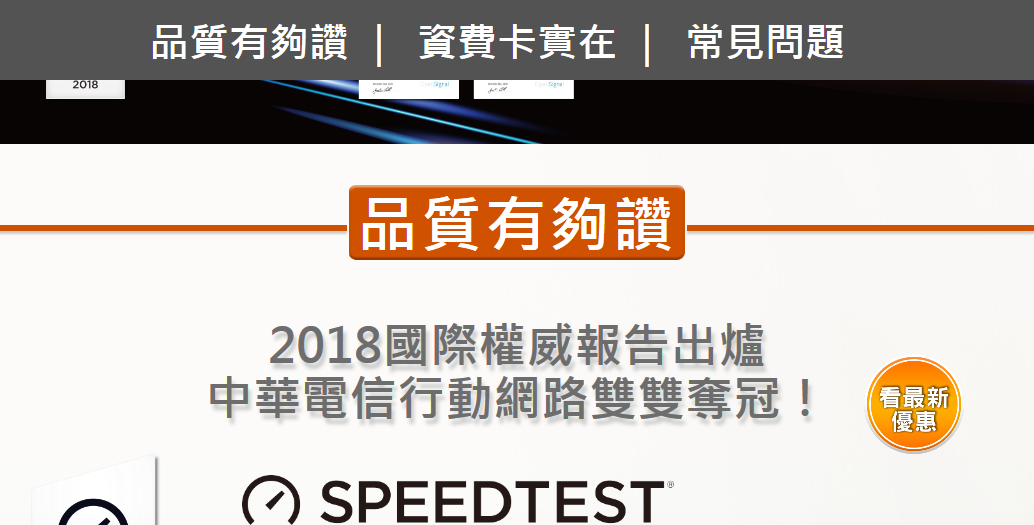 品質有夠讚 | 資費卡實在 | 常見問題
2018
OpenSignal
OpenSignal
品質有夠讚
2018國際權威報告出爐
中華電信行動網路雙雙奪冠！
看最新
優惠
SPEEDTEST®